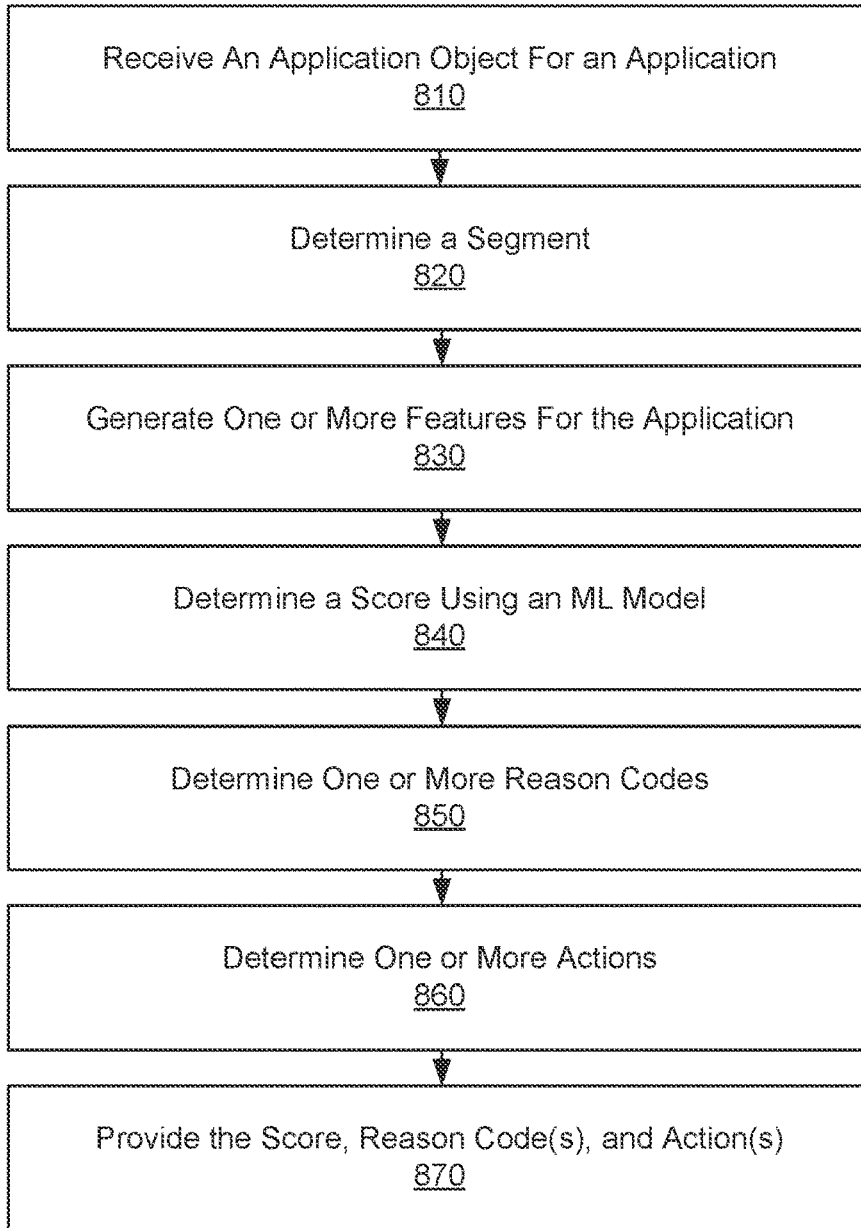 Receive An Application Object For an Application
810
Determine a Segment
820
Generate One or More Features For the Application
830
Determine a Score Using an ML Model
840
Determine One or More Reason Codes
850
Determine One or More Actions
860
Provide the Score, Reason Code(s), and Action(s)
870